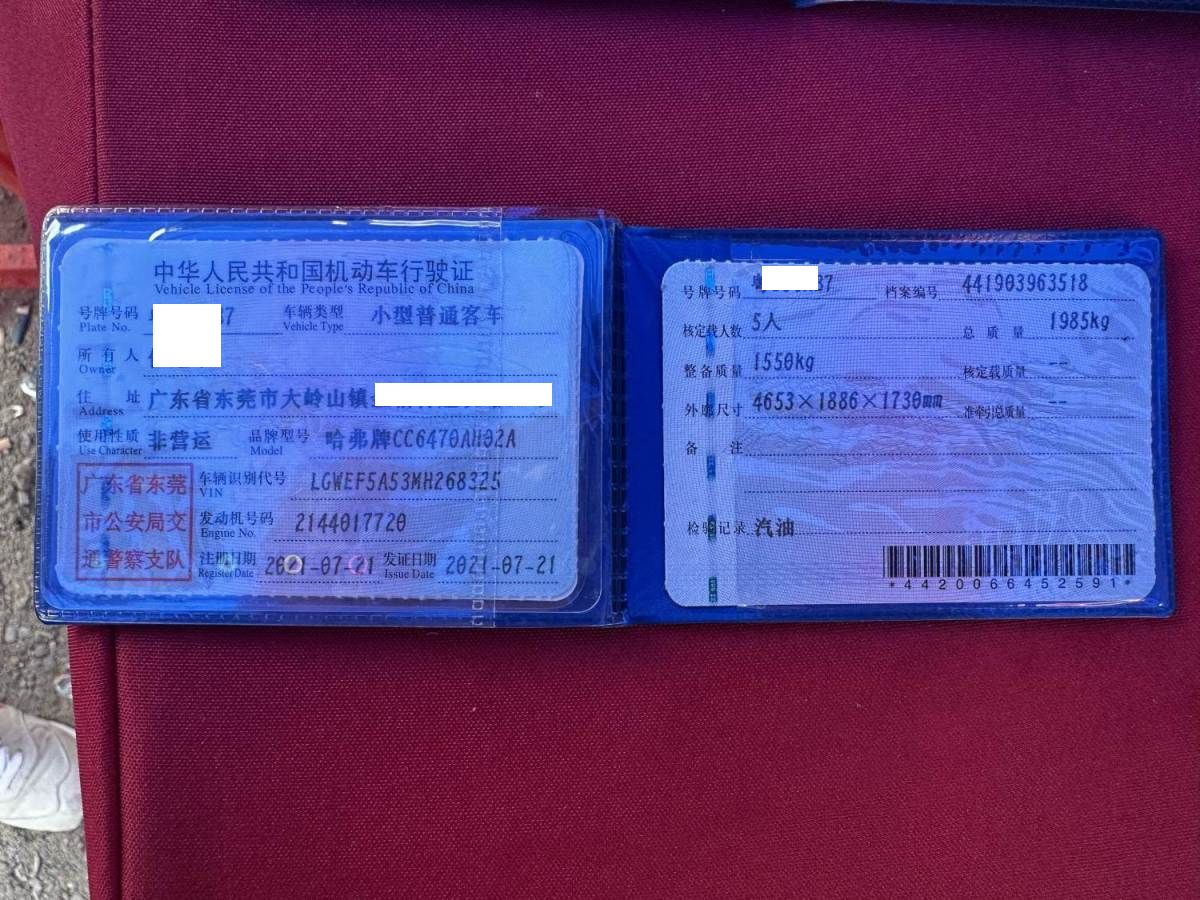 中华人民共和国机动车行驶证
Vehicle License of the People's Republic of China
号牌号码 7 车辆类型 小型普通客车
Plate No. Vehicle Type
所有人
Owner
住址 广东省东莞市大岭山镇
Address
使用性质 非营运 品牌型号 哈弗牌CC6470AH02A
Use Character Model
广东省东莞
市公安局交
通警察支队
车辆识别代号 LGWEF5A53MH268325
VIN
发动机号码 2144017720
Engine No.
注册日期 2021-07-21 发证日期 2021-07-21
Register Date Issue Date
号牌号码 37 档案编号 441903963518
核定载人数 5人 总质量 1985kg
整备质量 1550kg 核定载质量 --
外廓尺寸 4653×1886×1730mm 准牵引总质量 --
备注
检验记录 汽油
*4420066452591*